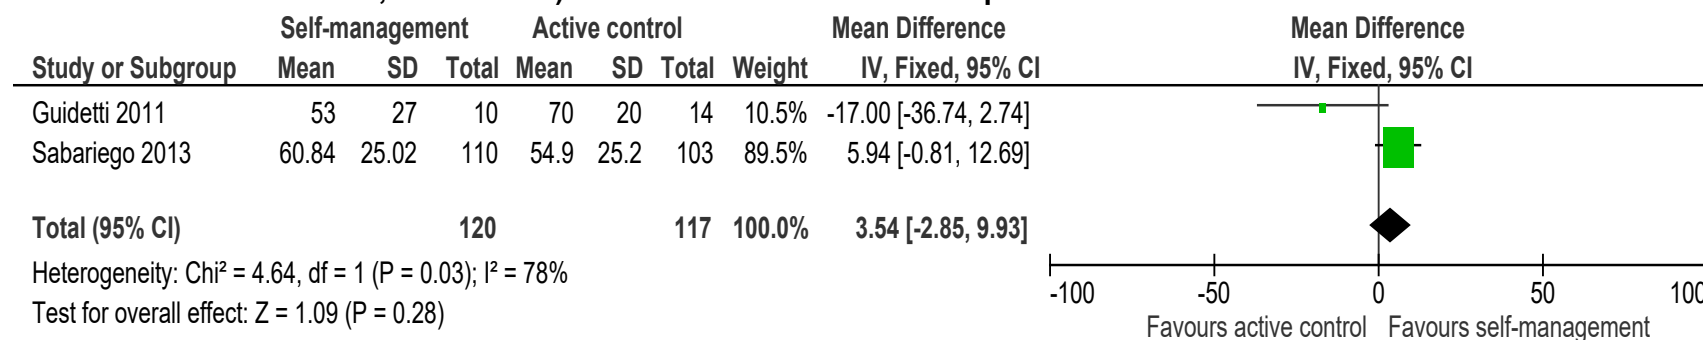 Self-management Active control Mean Difference Mean Difference
Study or Subgroup Mean SD Total Mean SD Total Weight IV, Fixed, 95% CI IV, Fixed, 95% CI
Guidetti 2011 53 27 10 70 20 14 10.5% -17.00 [-36.74, 2.74]
Sabariego 2013 60.84 25.02 110 54.9 25.2 103 89.5% 5.94 [-0.81, 12.69]
Total (95% CI) 120 117 100.0% 3.54 [-2.85, 9.93]
Heterogeneity: Chi² = 4.64, df = 1 (P = 0.03); I² = 78%
Test for overall effect: Z = 1.09 (P = 0.28)
-100 -50 0 50 100
Favours active control Favours self-management